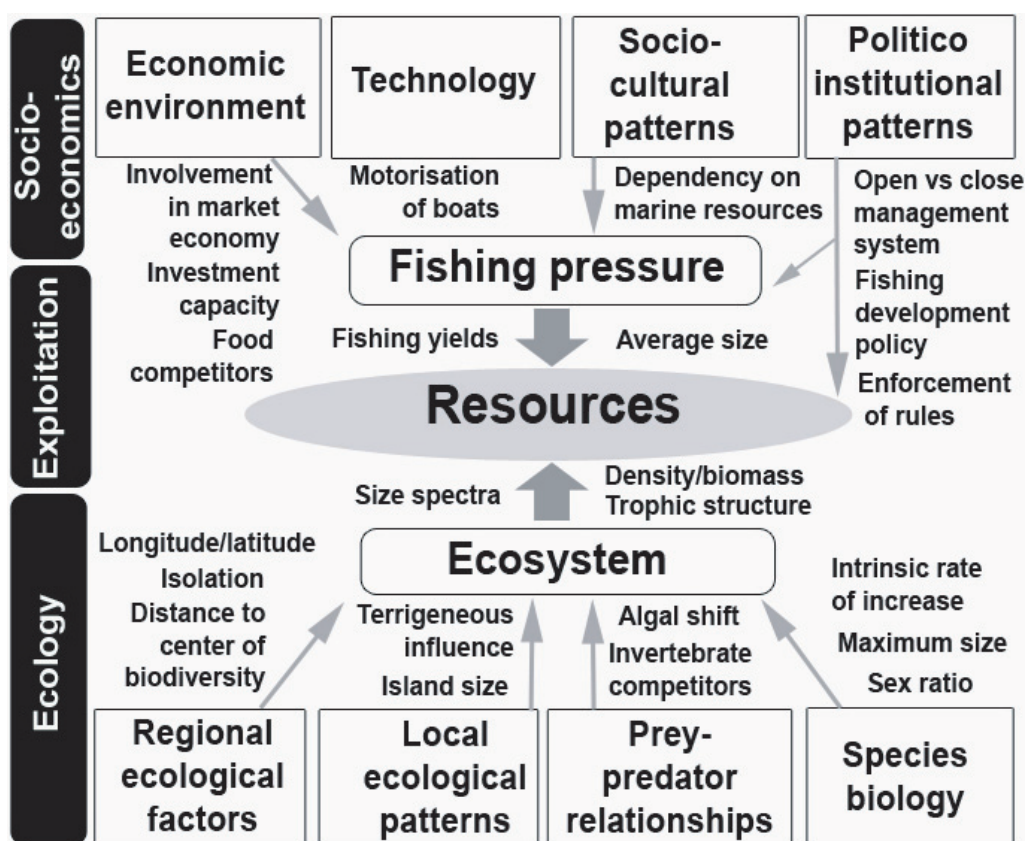 Socio-
economics
Economic
environment
Technology
Socio-
cultural
patterns
Politico
institutional
patterns
Involvement
in market
economy
Investment
capacity
Food
competitors
Motorisation
of boats
Dependency on
marine resources
Open vs close
management
system
Fishing
development
policy
Enforcement
of rules
Exploitation
Fishing pressure
Fishing yields
Average size
Resources
Size spectra
Density/biomass
Trophic structure
Ecology
Ecosystem
Longitude/latitude
Isolation
Distance to
center of
biodiversity
Terrigeneous
influence
Island size
Algal shift
Invertebrate
competitors
Intrinsic rate
of increase
Maximum size
Sex ratio
Regional
ecological
factors
Local
ecological
patterns
Prey-
predator
relationships
Species
biology